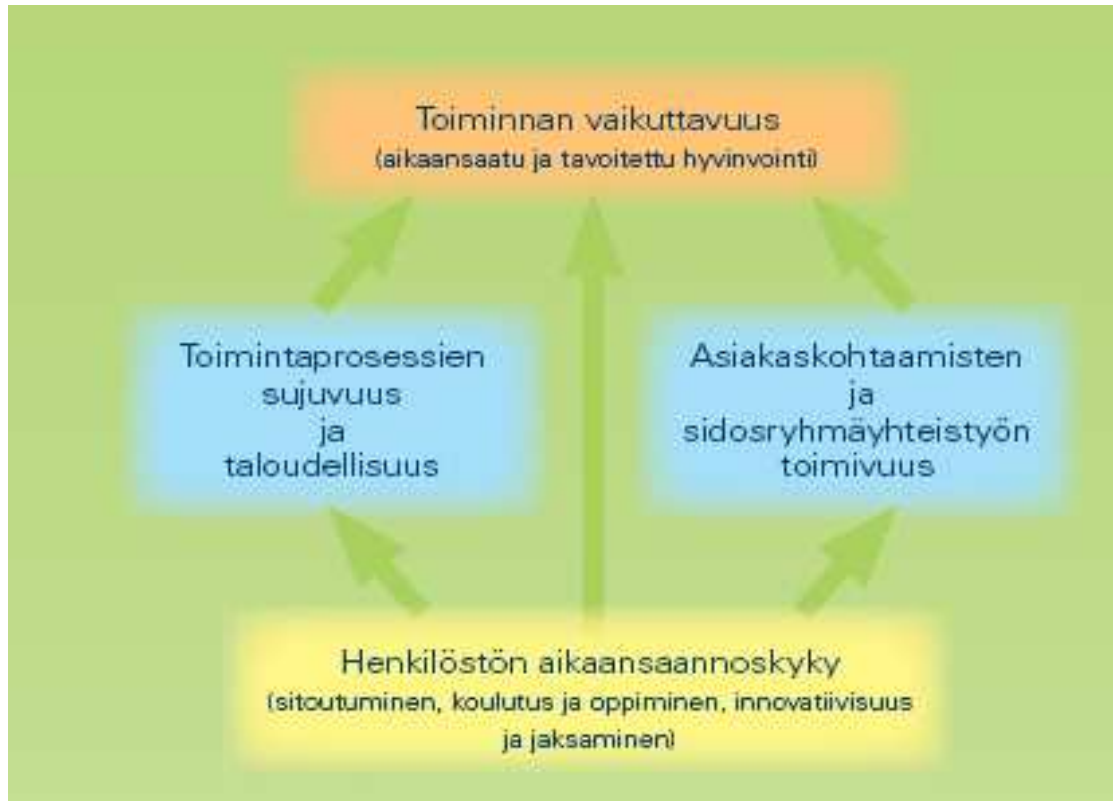 Toiminnan vaikuttavuus
(aikaansaatu ja tavoitettu hyvinvointi)
Toimintaprosessien
sujuvuus
ja
taloudellisuus
Asiakaskohtaamisten
ja
sidosryhmäyhteistyön
toimivuus
Henkilöstön aikaansaannoskyky
(sitoutuminen, koulutus ja oppiminen, innovatiivisuus
ja jaksaminen)